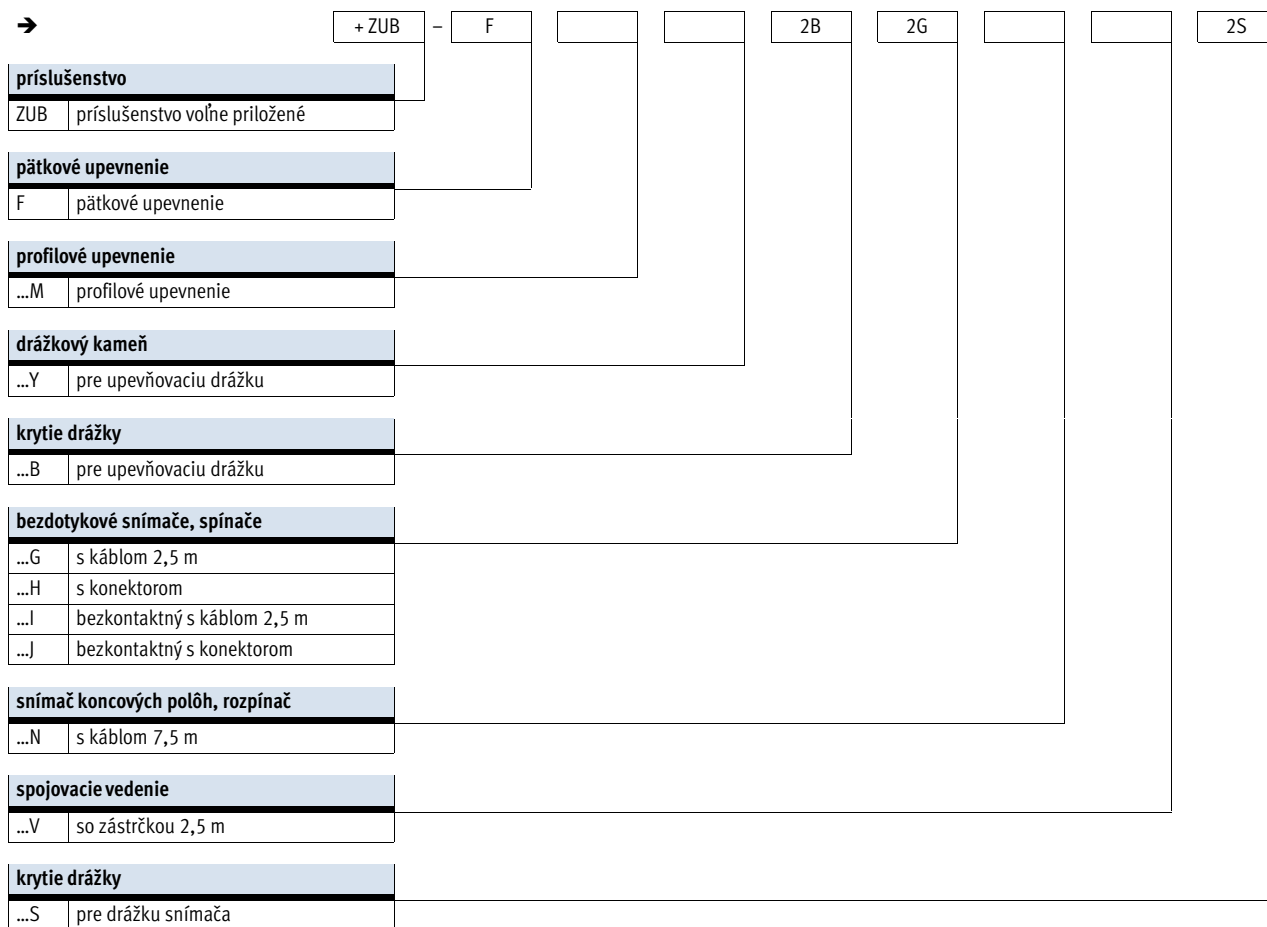 ➔ + ZUB – F 2B 2G 2S
príslušenstvo
ZUB príslušenstvo voľne priložené
pätkové upevnenie
F pätkové upevnenie
profilové upevnenie
...M profilové upevnenie
drážkový kameň
...Y pre upevňovaciu drážku
krytie drážky
...B pre upevňovaciu drážku
bezdotykové snímače, spínače
...G s káblom 2,5 m
...H s konektorom
...I bezkontaktný s káblom 2,5 m
...J bezkontaktný s konektorom
snímač koncových polôh, rozpínač
...N s káblom 7,5 m
spojovacie vedenie
...V so zástrčkou 2,5 m
krytie drážky
...S pre drážku snímača